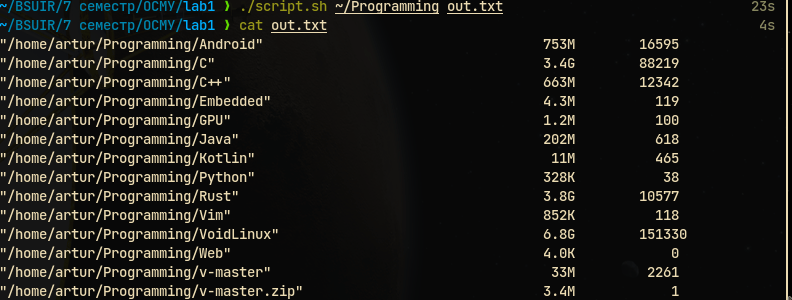 ~/BSUIR/7 семестр/ОСМУ/lab1 ❯ ./script.sh ~/Programming out.txt 23s
~/BSUIR/7 семестр/ОСМУ/lab1 ❯ cat out.txt 4s
"/home/artur/Programming/Android" 753M 16595
"/home/artur/Programming/C" 3.4G 88219
"/home/artur/Programming/C++" 663M 12342
"/home/artur/Programming/Embedded" 4.3M 119
"/home/artur/Programming/GPU" 1.2M 100
"/home/artur/Programming/Java" 202M 618
"/home/artur/Programming/Kotlin" 11M 465
"/home/artur/Programming/Python" 328K 38
"/home/artur/Programming/Rust" 3.8G 10577
"/home/artur/Programming/Vim" 852K 118
"/home/artur/Programming/VoidLinux" 6.8G 151330
"/home/artur/Programming/Web" 4.0K 0
"/home/artur/Programming/v-master" 33M 2261
"/home/artur/Programming/v-master.zip" 3.4M 1